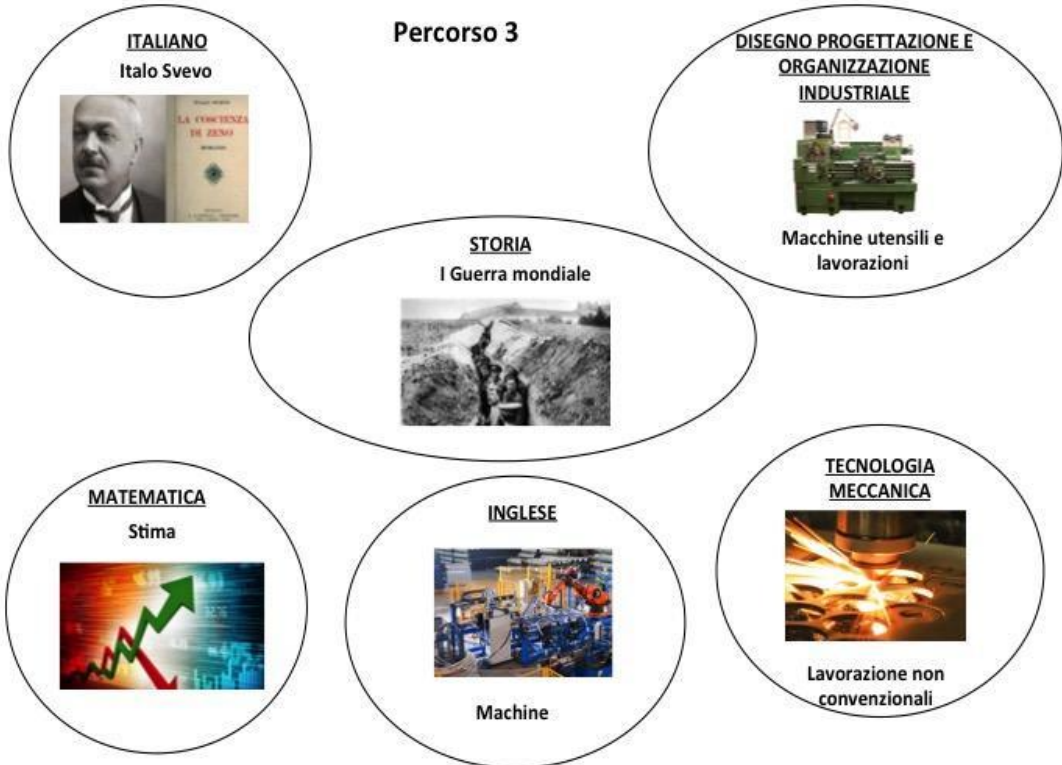 Percorso 3
ITALIANO
Italo Svevo
LA COSCIENZA
DI ZENO
DISEGNO PROGETTAZIONE E
ORGANIZZAZIONE
INDUSTRIALE
Macchine utensili e
lavorazioni
STORIA
I Guerra mondiale
MATEMATICA
Stima
INGLESE
Machine
TECNOLOGIA
MECCANICA
Lavorazione non
convenzionali